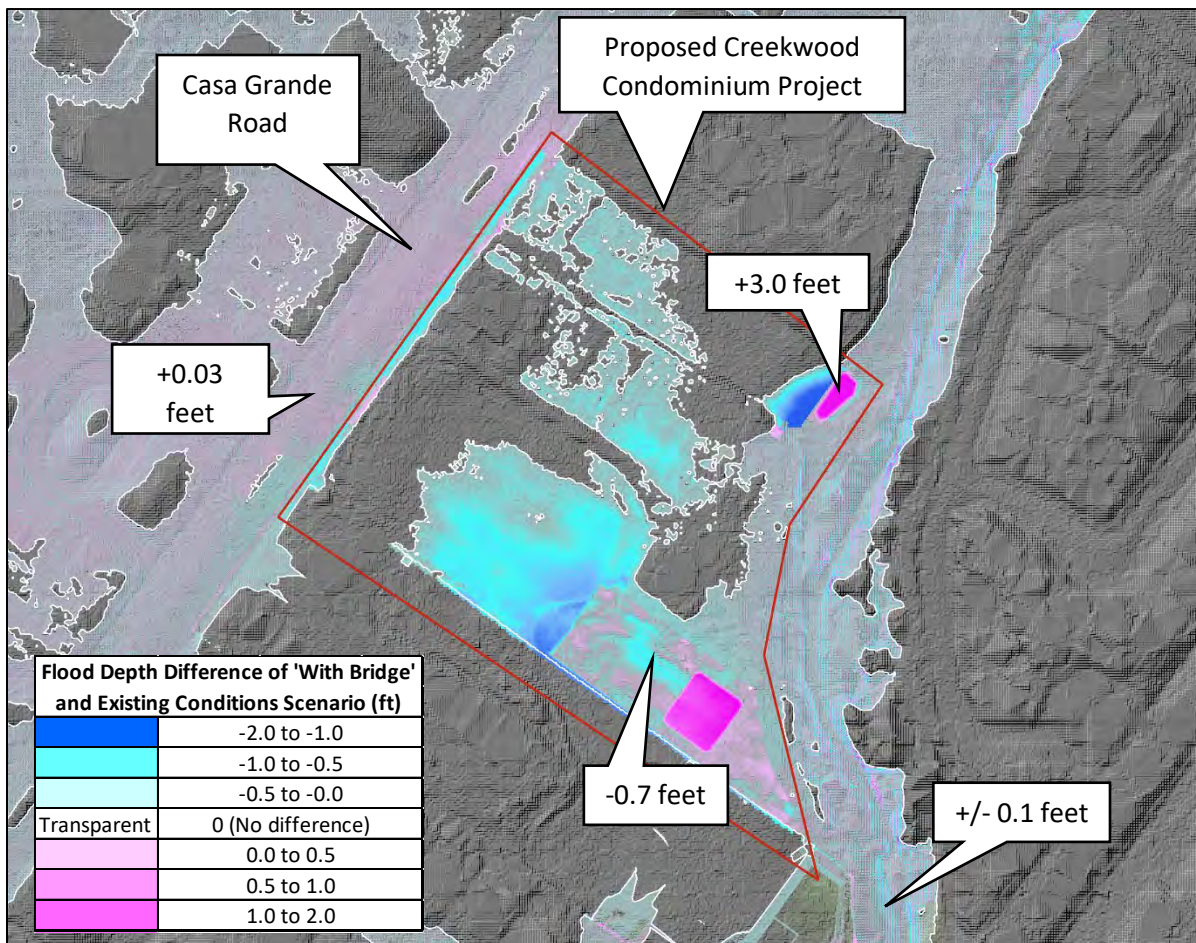 Proposed Creekwood
Condominium Project
Casa Grande
Road
+3.0 feet
+0.03
feet
-0.7 feet
+/- 0.1 feet
Flood Depth Difference of 'With Bridge'
and Existing Conditions Scenario (ft)
-2.0 to -1.0
-1.0 to -0.5
-0.5 to -0.0
Transparent 0 (No difference)
0.0 to 0.5
0.5 to 1.0
1.0 to 2.0